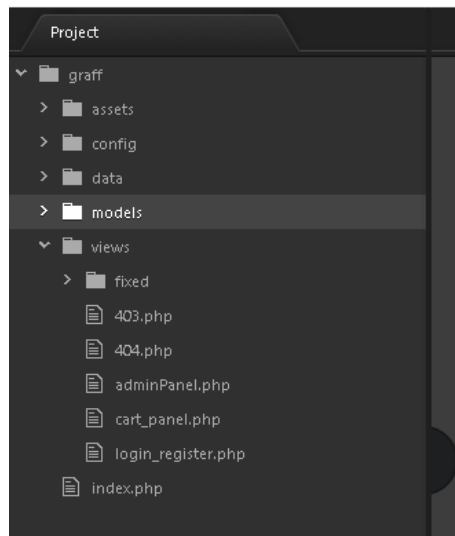 Project
graff
assets
config
data
models
views
fixed
403.php
404.php
adminPanel.php
cart_panel.php
login_register.php
index.php